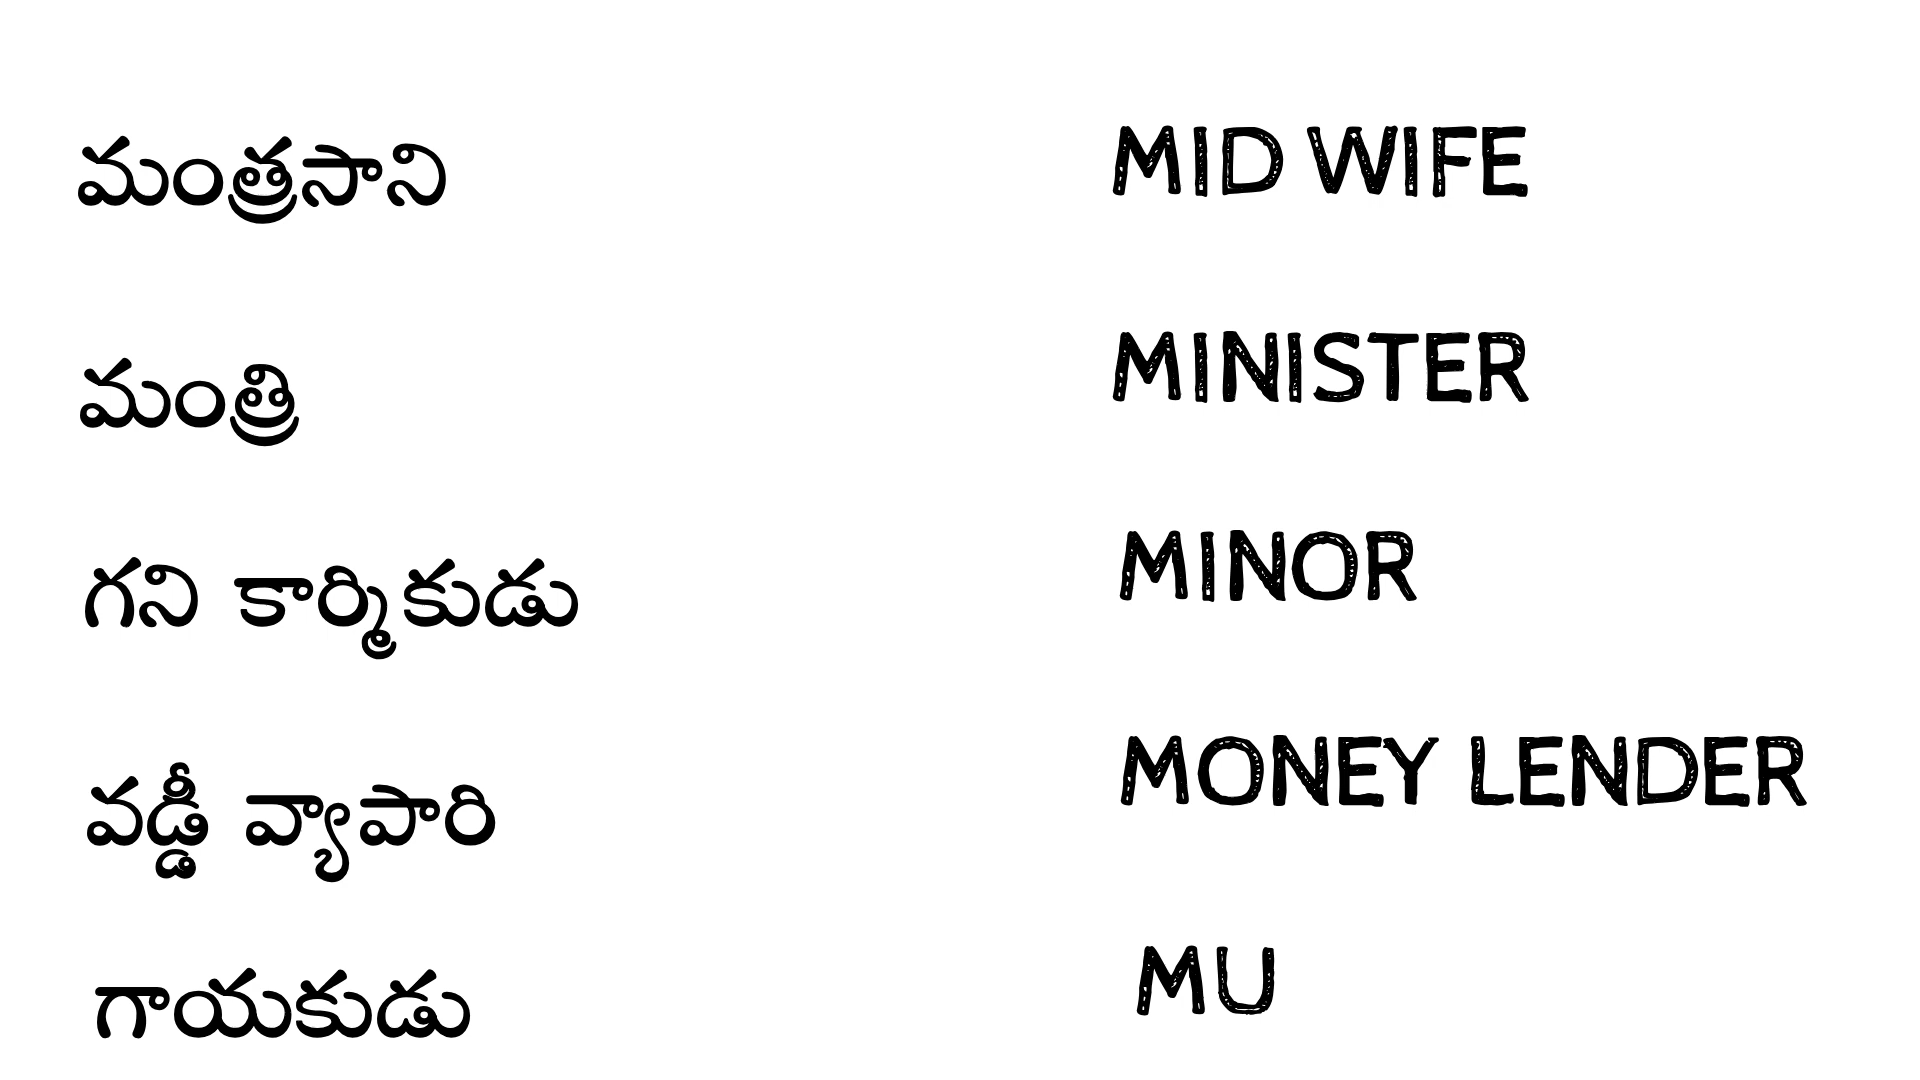 మంత్రసాని MID WIFE
మంత్రి MINISTER
గని కార్మికుడు MINOR
వడ్డీ వ్యాపారి MONEY LENDER
గాయకుడు MU